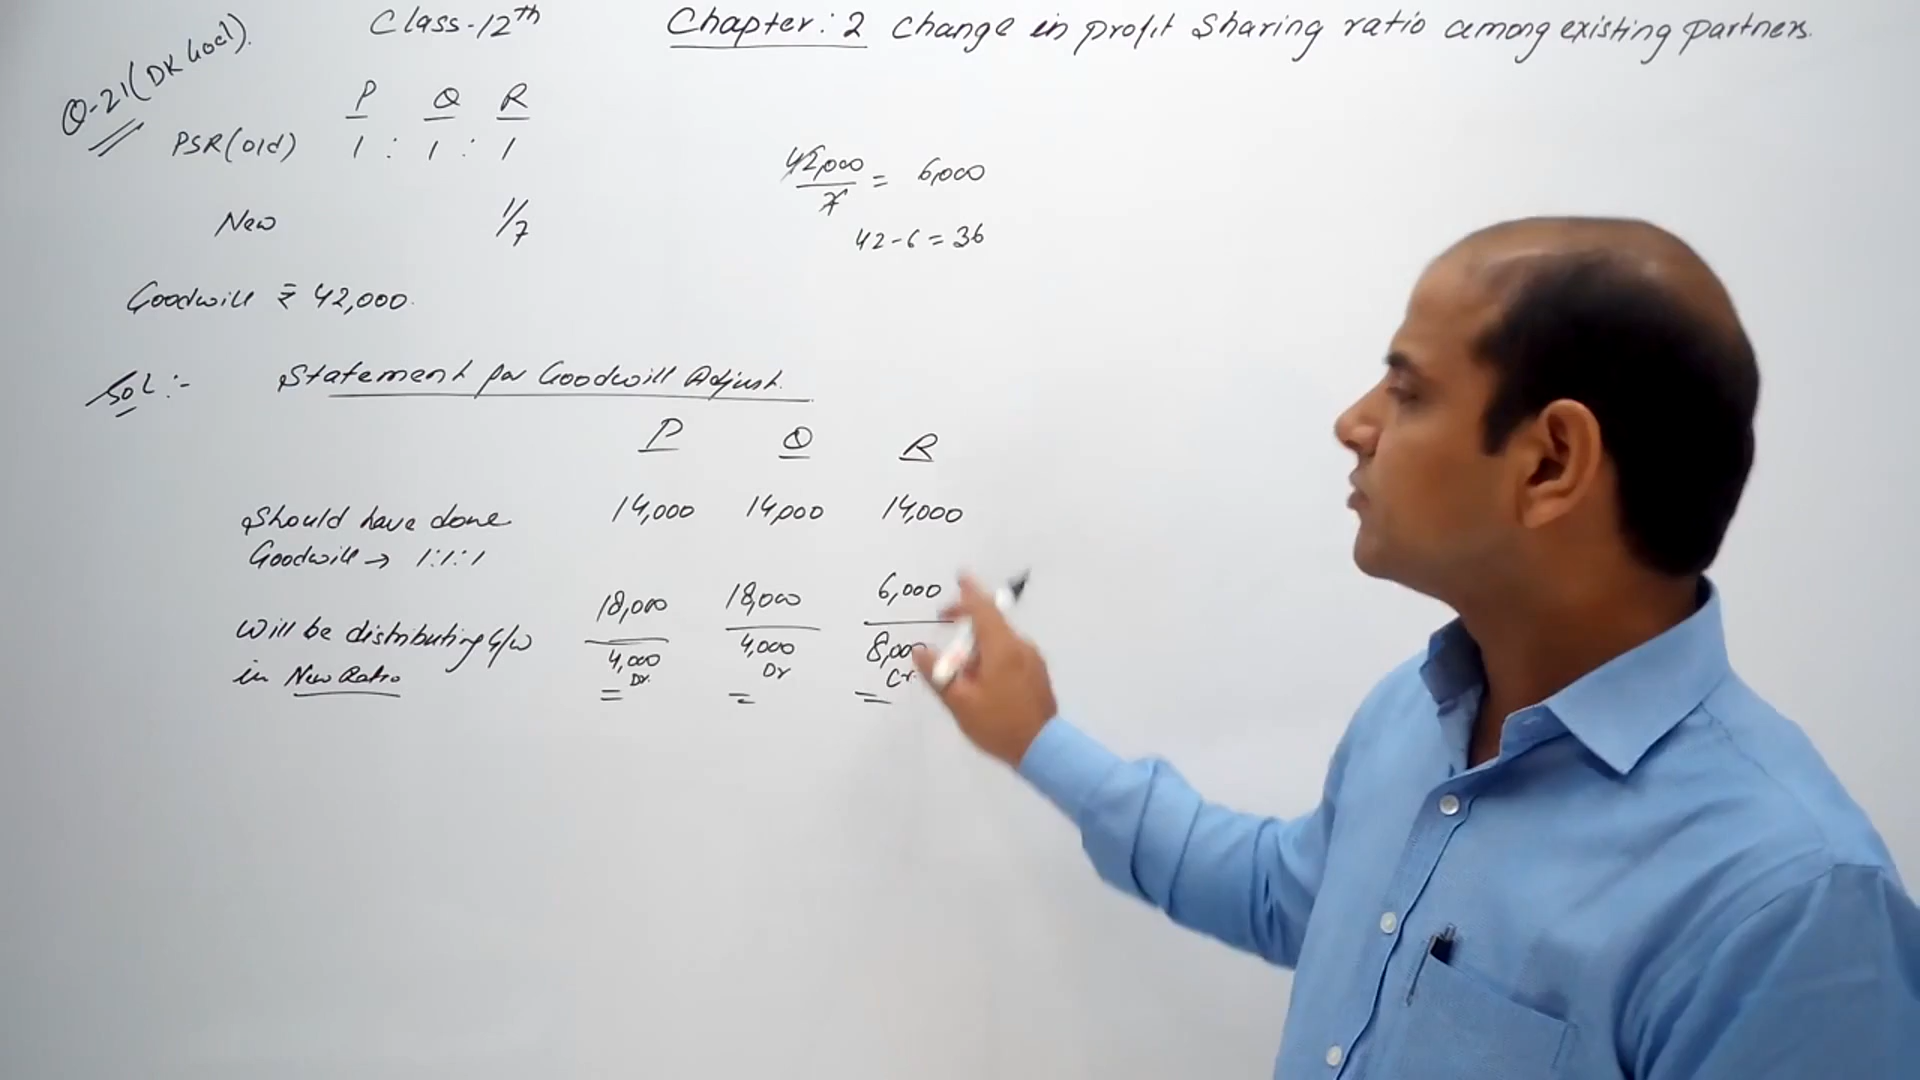 Class-12th Chapter: 2 Change in profit Sharing ratio among existing partners.
Q-21 (DK Goel).
P Q R
PSR(old) 1 : 1 : 1
New 1/7
42,000/7 = 6,000
42-6=36
Goodwill ₹ 42,000.
Sol :- Statement for Goodwill Adjust.
P Q R
Should have done 14,000 14,000 14,000
Goodwill → 1:1:1
Will be distributing G/W 18,000 18,000 6,000
in New Ratio 4,000 Dr. 4,000 Dr 8,000 Cr.